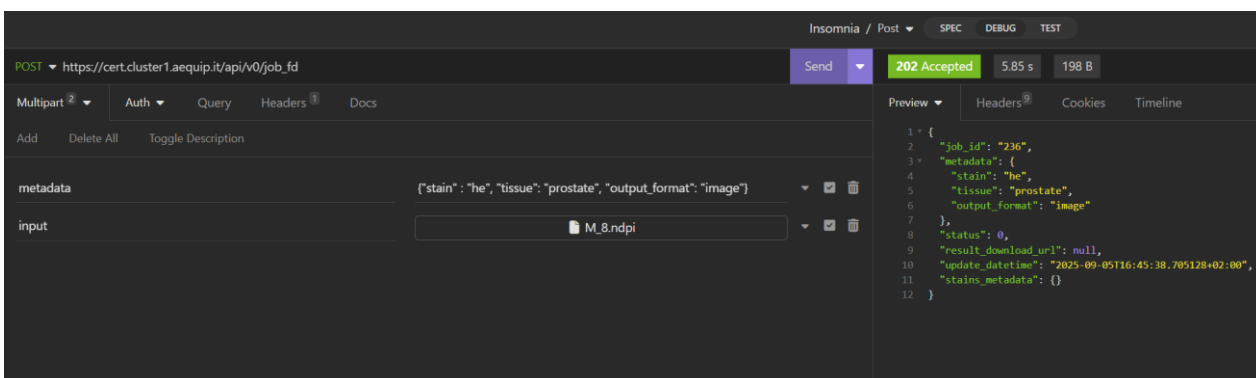 Insomnia / Post SPEC DEBUG TEST
POST https://cert.cluster1.aequip.it/api/v0/job_fd Send 202 Accepted 5.85 s 198 B
Multipart 2 Auth Query Headers 1 Docs Preview Headers 9 Cookies Timeline
Add Delete All Toggle Description
metadata {"stain" : "he", "tissue": "prostate", "output_format": "image"}
input M_8.ndpi
1 {
2 "job_id": "236",
3 "metadata": {
4 "stain": "he",
5 "tissue": "prostate",
6 "output_format": "image"
7 },
8 "status": 0,
9 "result_download_url": null,
10 "update_datetime": "2025-09-05T16:45:38.705128+02:00",
11 "stains_metadata": {}
12 }